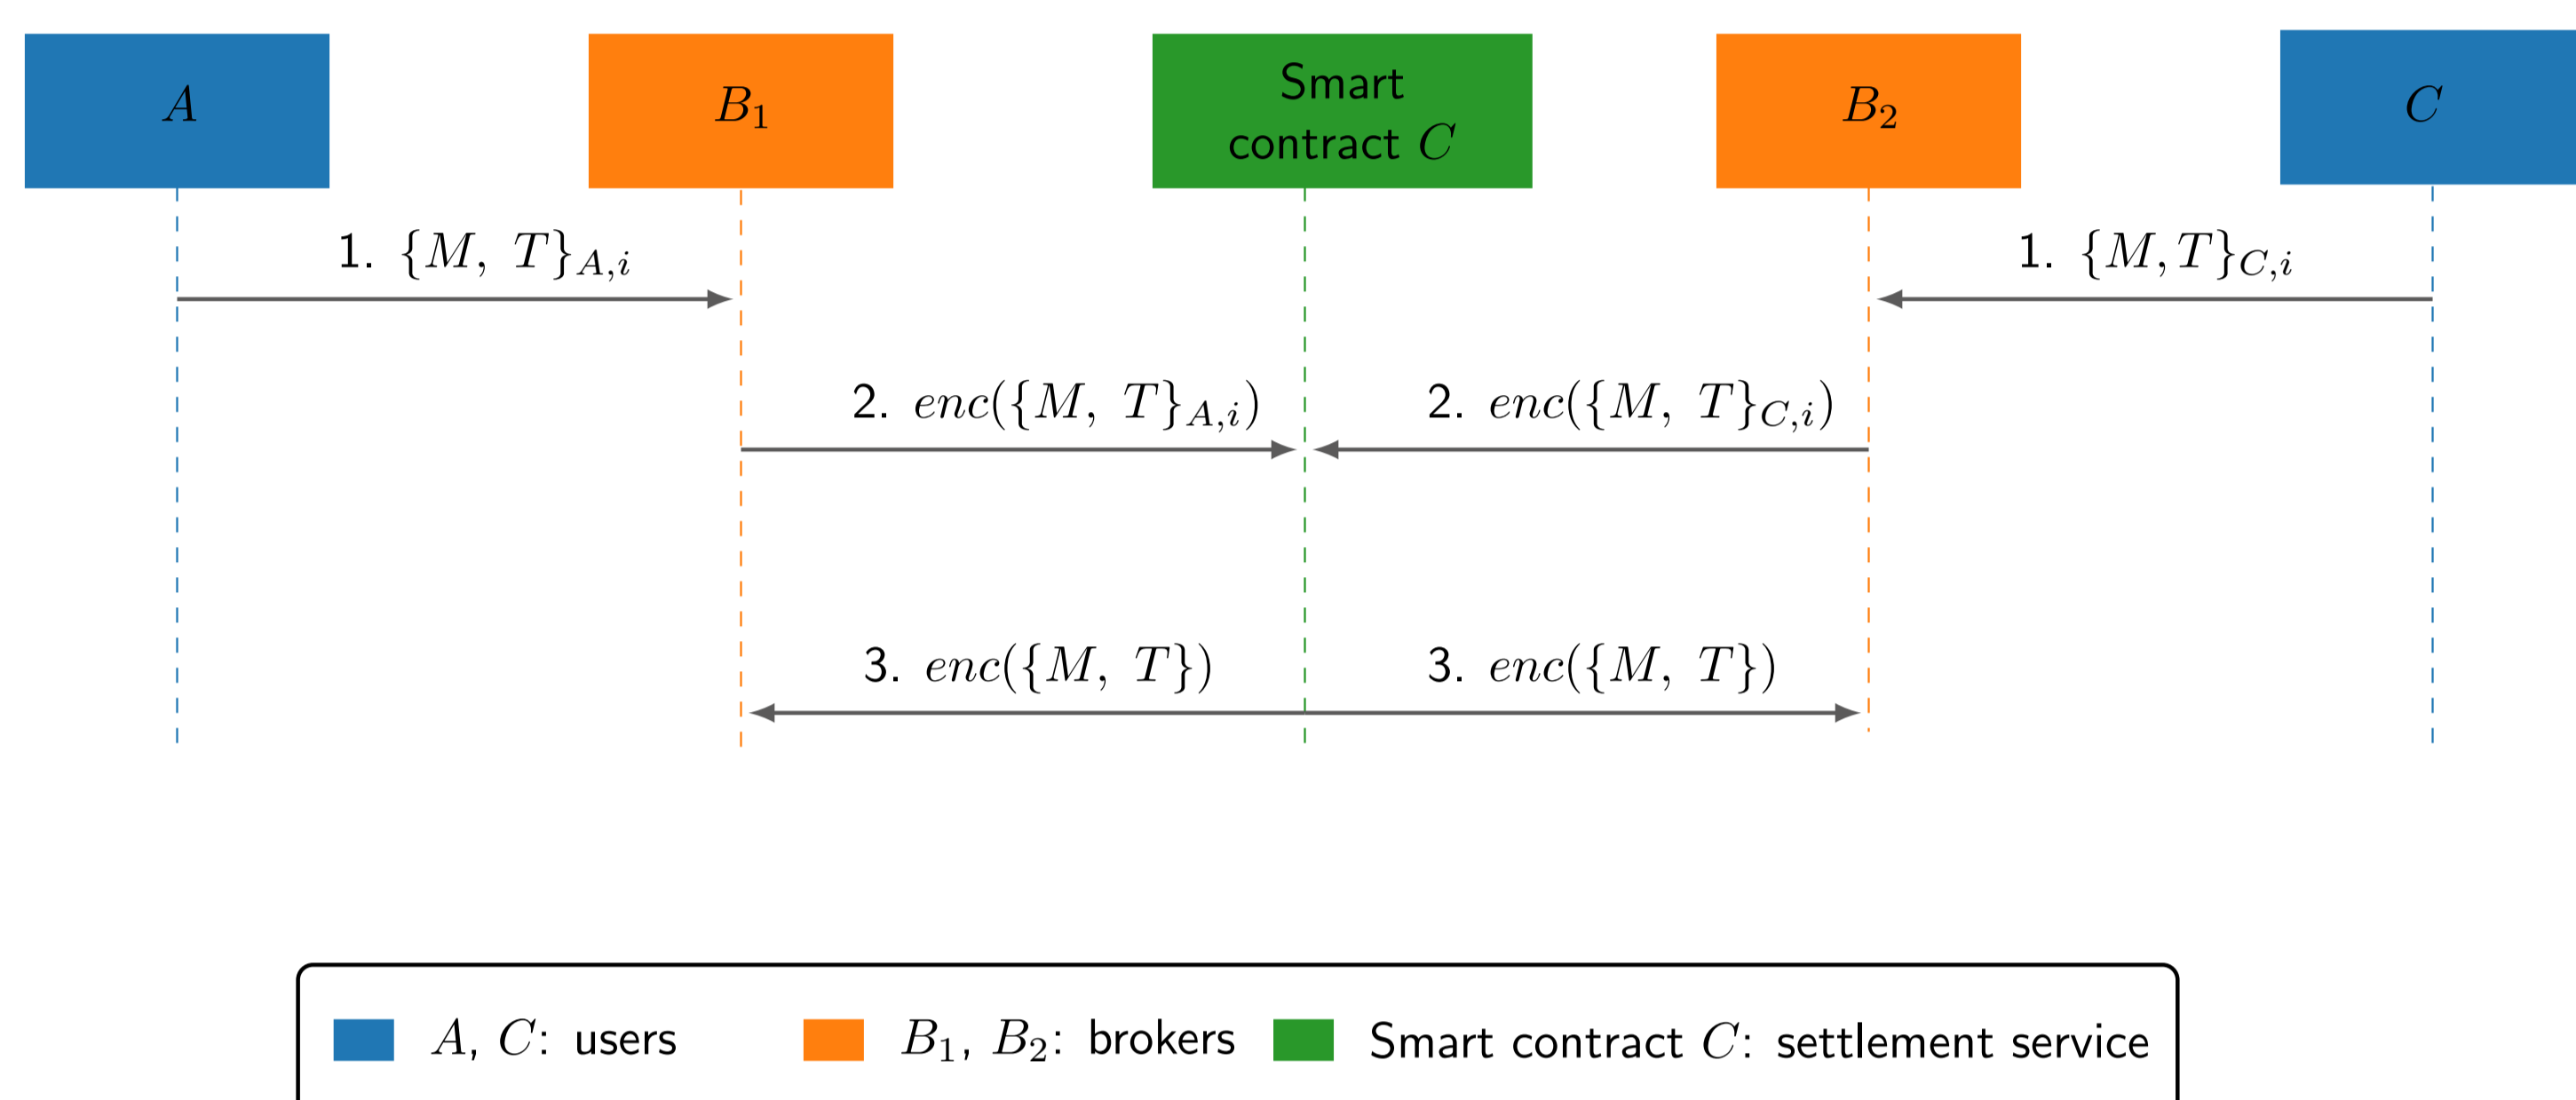 A
B₁
Smart
contract C
B₂
C
1. {M, T}A,i
1. {M,T}C,i
2. enc({M, T}A,i)
2. enc({M, T}C,i)
3. enc({M, T})
3. enc({M, T})
A, C: users
B₁, B₂: brokers
Smart contract C: settlement service